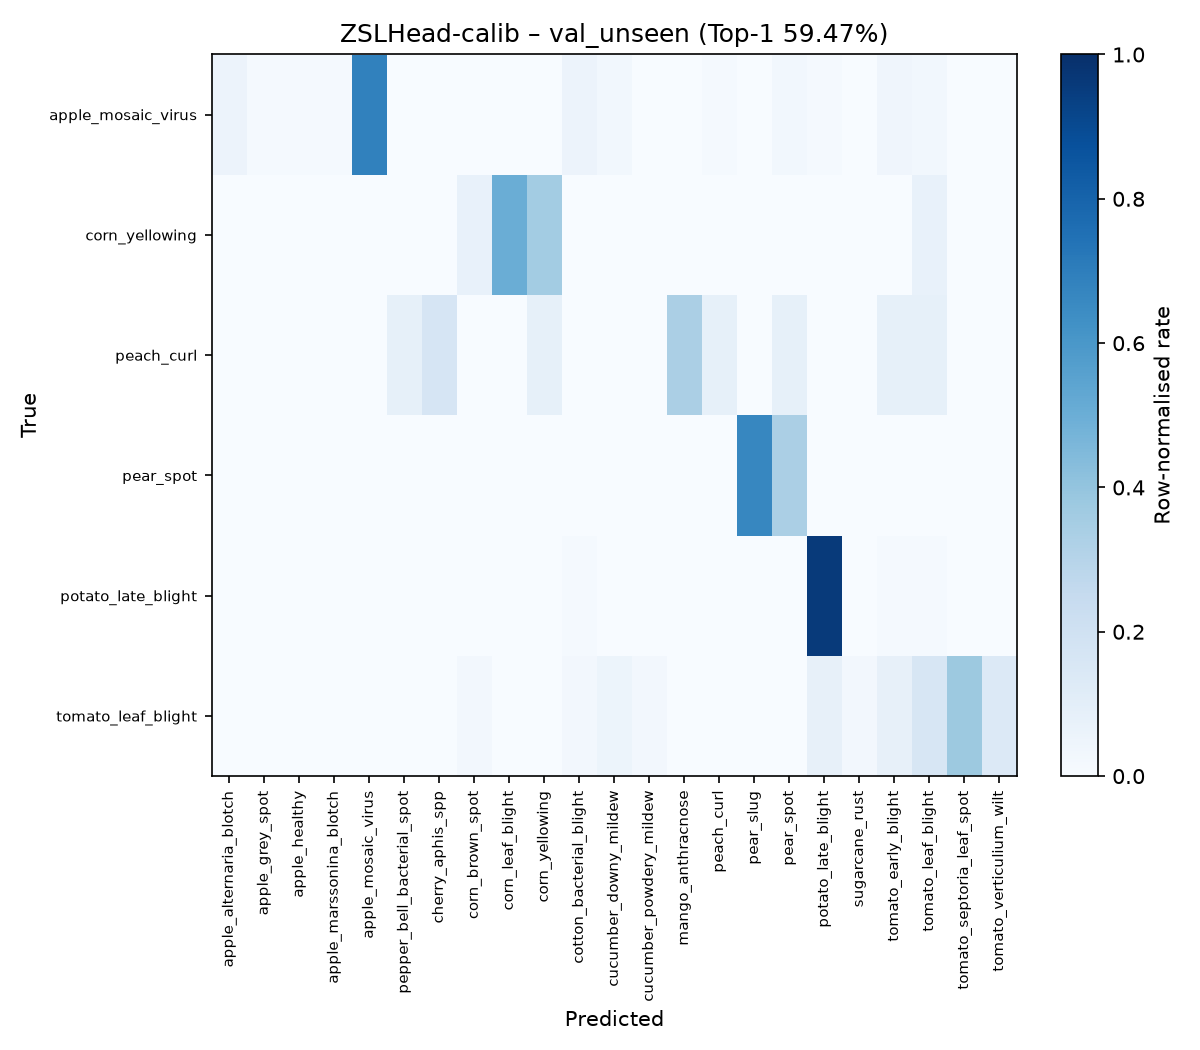 ZSLHead-calib – val_unseen (Top-1 59.47%)
True
apple_mosaic_virus
corn_yellowing
peach_curl
pear_spot
potato_late_blight
tomato_leaf_blight
apple_alternaria_blotch
apple_grey_spot
apple_healthy
apple_marssonina_blotch
apple_mosaic_virus
pepper_bell_bacterial_spot
cherry_aphis_spp
corn_brown_spot
corn_leaf_blight
corn_yellowing
cotton_bacterial_blight
cucumber_downy_mildew
cucumber_powdery_mildew
mango_anthracnose
peach_curl
pear_slug
pear_spot
potato_late_blight
sugarcane_rust
tomato_early_blight
tomato_leaf_blight
tomato_septoria_leaf_spot
tomato_verticulium_wilt
Predicted
1.0
0.8
0.6
0.4
0.2
0.0
Row-normalised rate